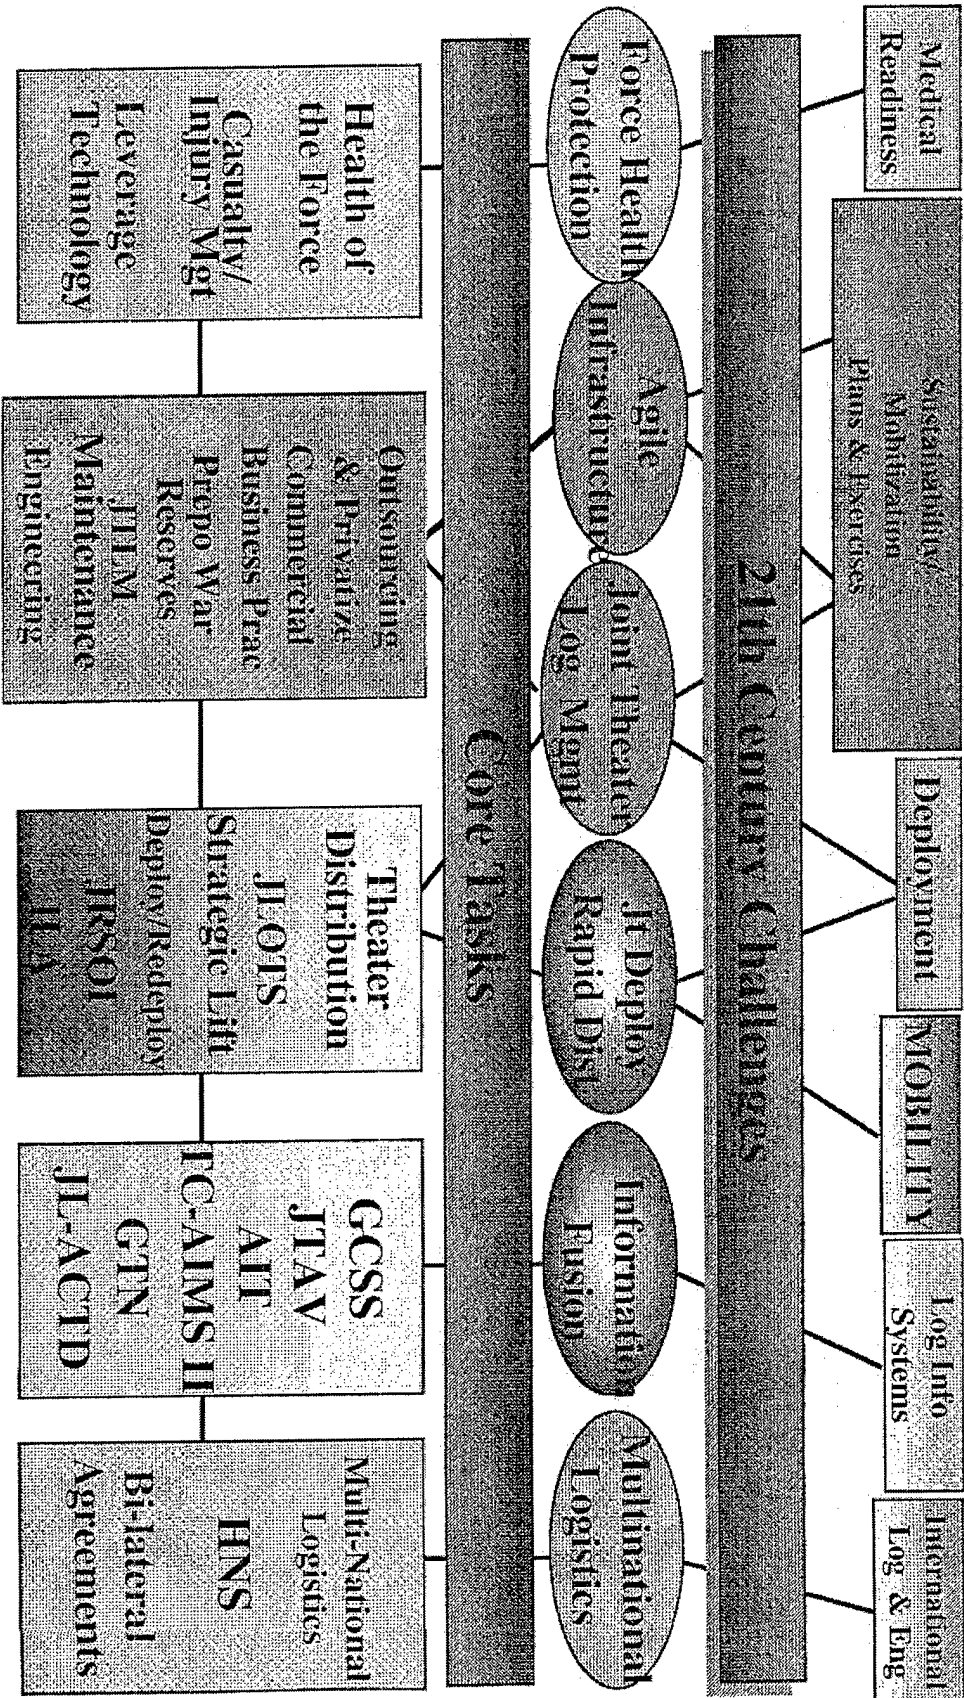 Medical
Readiness
Sustainability/
Mobilization
Plans & Exercises
Deployment
MOBILITY
Log Info
Systems
International
Log & Eng
21th Century Challenges
Force Health
Protection
Agile
Infrastructure
Joint Theater
Log Mgmt
Jt Deploy
Rapid Dist
Information
Fusion
Multinational
Logistics
Core Tasks
Health of
the Force
Casualty/
Injury Mgt
Leverage
Technology
Outsourcing
& Privatize
Commercial
Business Prac
Prepo War
Reserves
JTLM
Maintenance
Engineering
Theater
Distribution
JLOTS
Strategic Lift
Deploy/Redeploy
JRSOI
GCSS
JTAV
AIT
TC-AIMS II
GTN
JL-ACTD
Multi-National
Logistics
HNS
Bi-lateral
Agreements